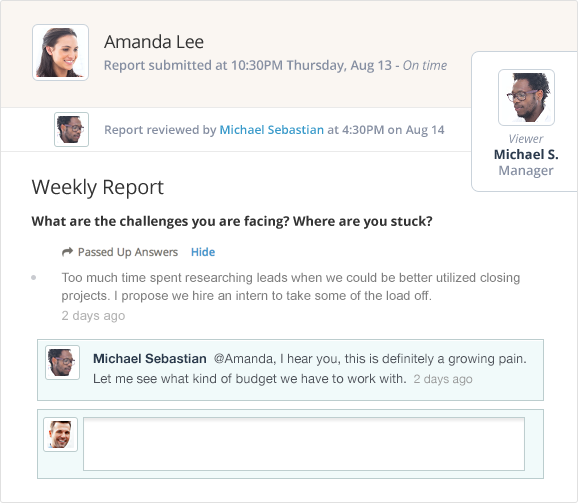 Amanda Lee
Report submitted at 10:30PM Thursday, Aug 13 - On time
Viewer
Michael S.
Manager
Report reviewed by Michael Sebastian at 4:30PM on Aug 14
Weekly Report
What are the challenges you are facing? Where are you stuck?
Passed Up Answers Hide
Too much time spent researching leads when we could be better utilized closing
projects. I propose we hire an intern to take some of the load off.
2 days ago
Michael Sebastian @Amanda, I hear you, this is definitely a growing pain.
Let me see what kind of budget we have to work with. 2 days ago